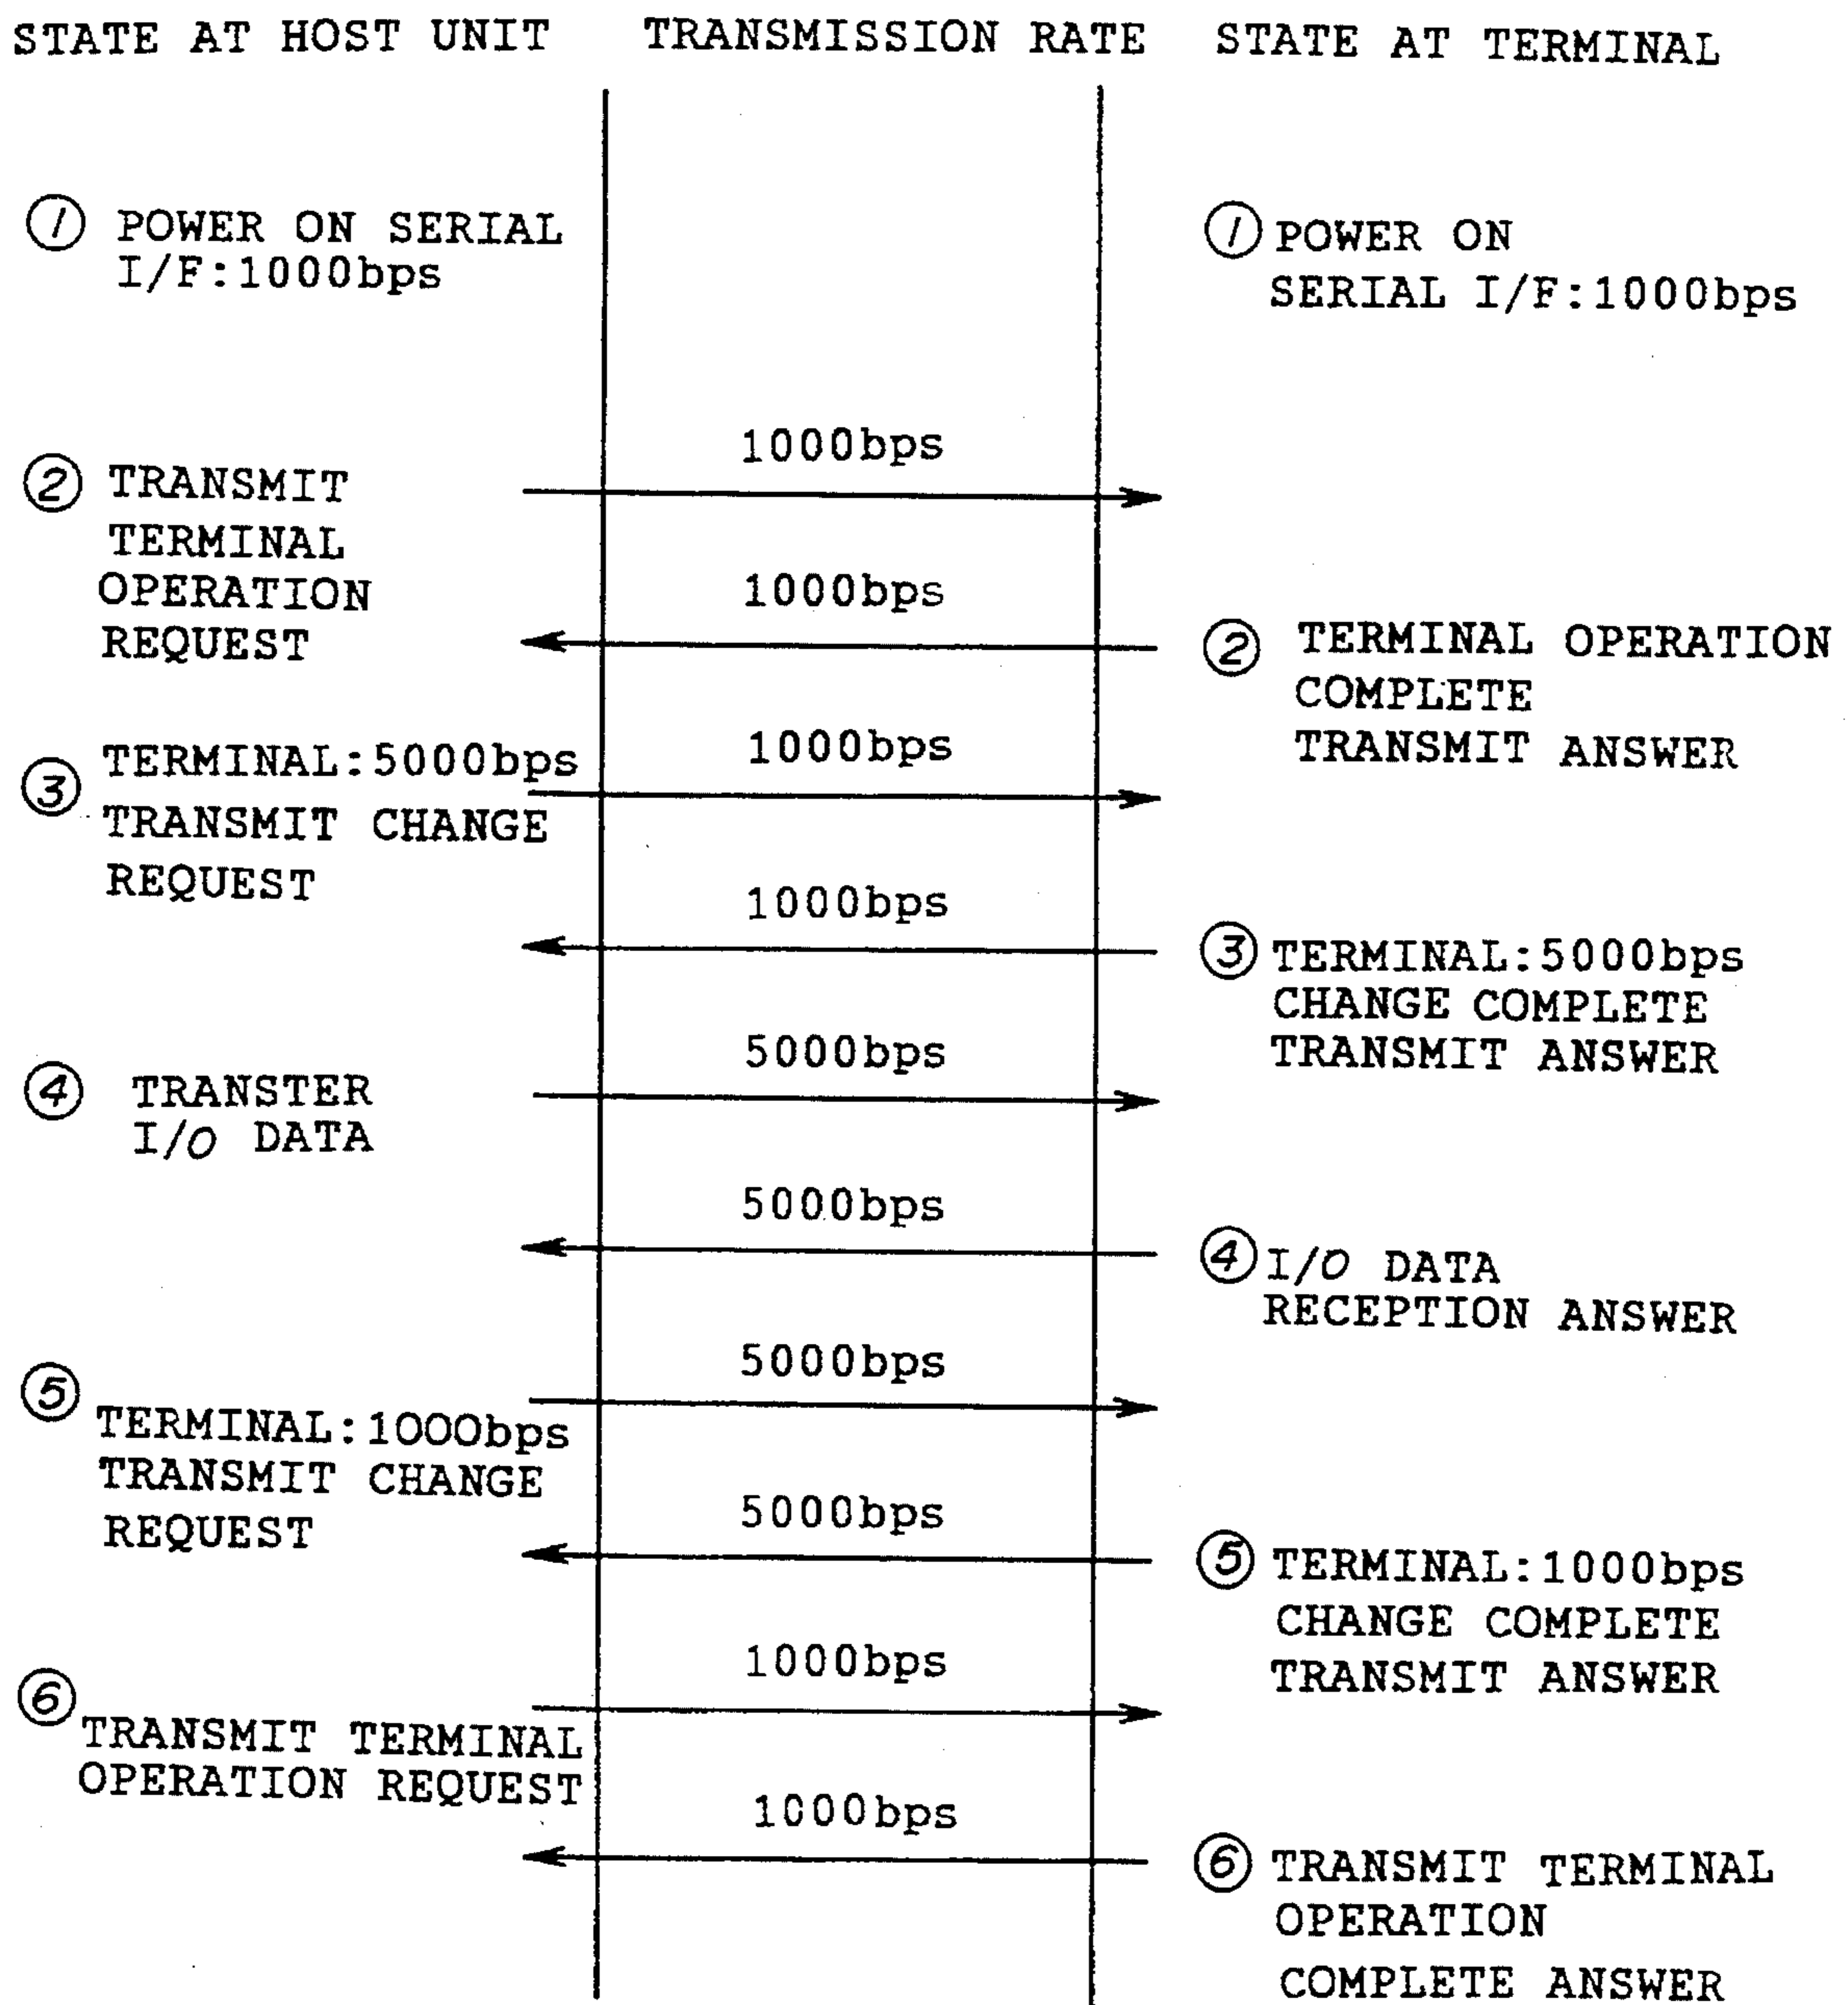 STATE AT HOST UNIT TRANSMISSION RATE STATE AT TERMINAL
① POWER ON SERIAL
I/F:1000bps
① POWER ON
SERIAL I/F:1000bps
1000bps
② TRANSMIT
TERMINAL
OPERATION
REQUEST
1000bps
② TERMINAL OPERATION
COMPLETE
TRANSMIT ANSWER
1000bps
③ TERMINAL:5000bps
TRANSMIT CHANGE
REQUEST
1000bps
③ TERMINAL:5000bps
CHANGE COMPLETE
TRANSMIT ANSWER
5000bps
④ TRANSTER
I/O DATA
5000bps
④ I/O DATA
RECEPTION ANSWER
5000bps
⑤ TERMINAL:1000bps
TRANSMIT CHANGE
REQUEST
5000bps
⑤ TERMINAL:1000bps
CHANGE COMPLETE
TRANSMIT ANSWER
1000bps
⑥ TRANSMIT TERMINAL
OPERATION REQUEST
1000bps
⑥ TRANSMIT TERMINAL
OPERATION
COMPLETE ANSWER